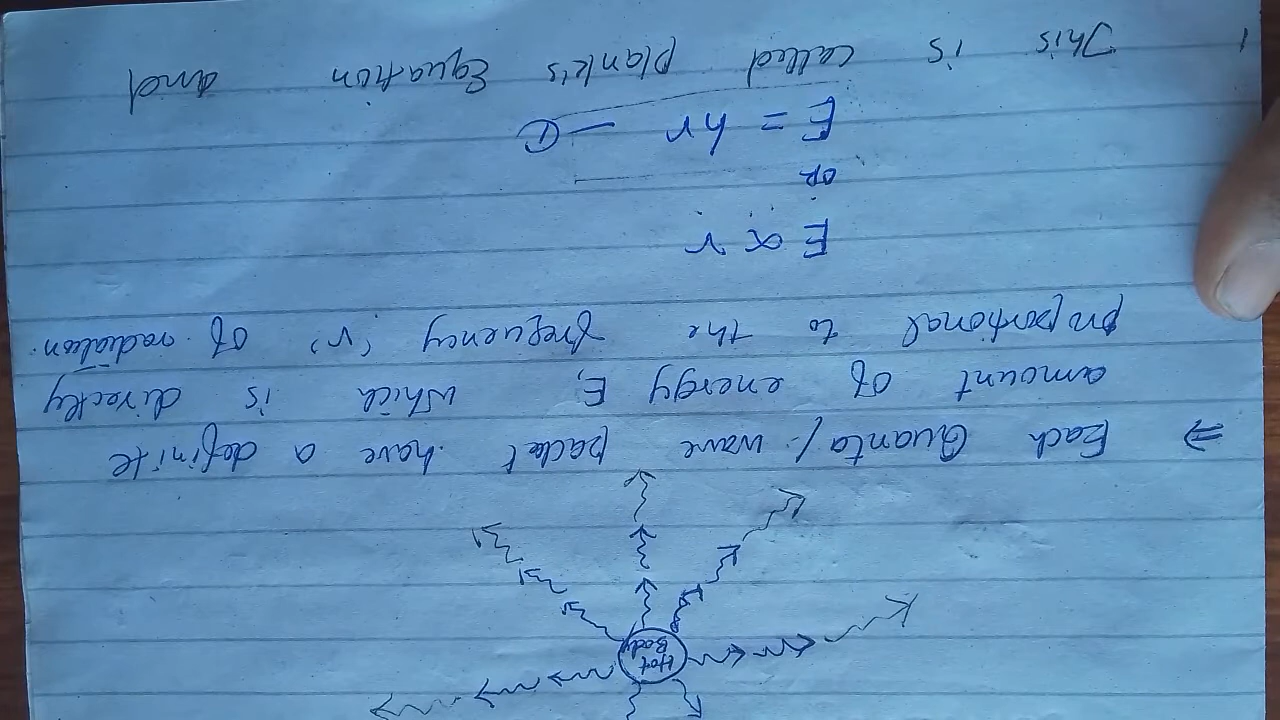 Hot
Body
⇒ Each Quanta/ wave packet have a definite
amount of energy E, which is directly
proportional to the frequency 'ν' of radiation.
E ∝ ν
or
E = hν — ①
This is called plank's Equation and